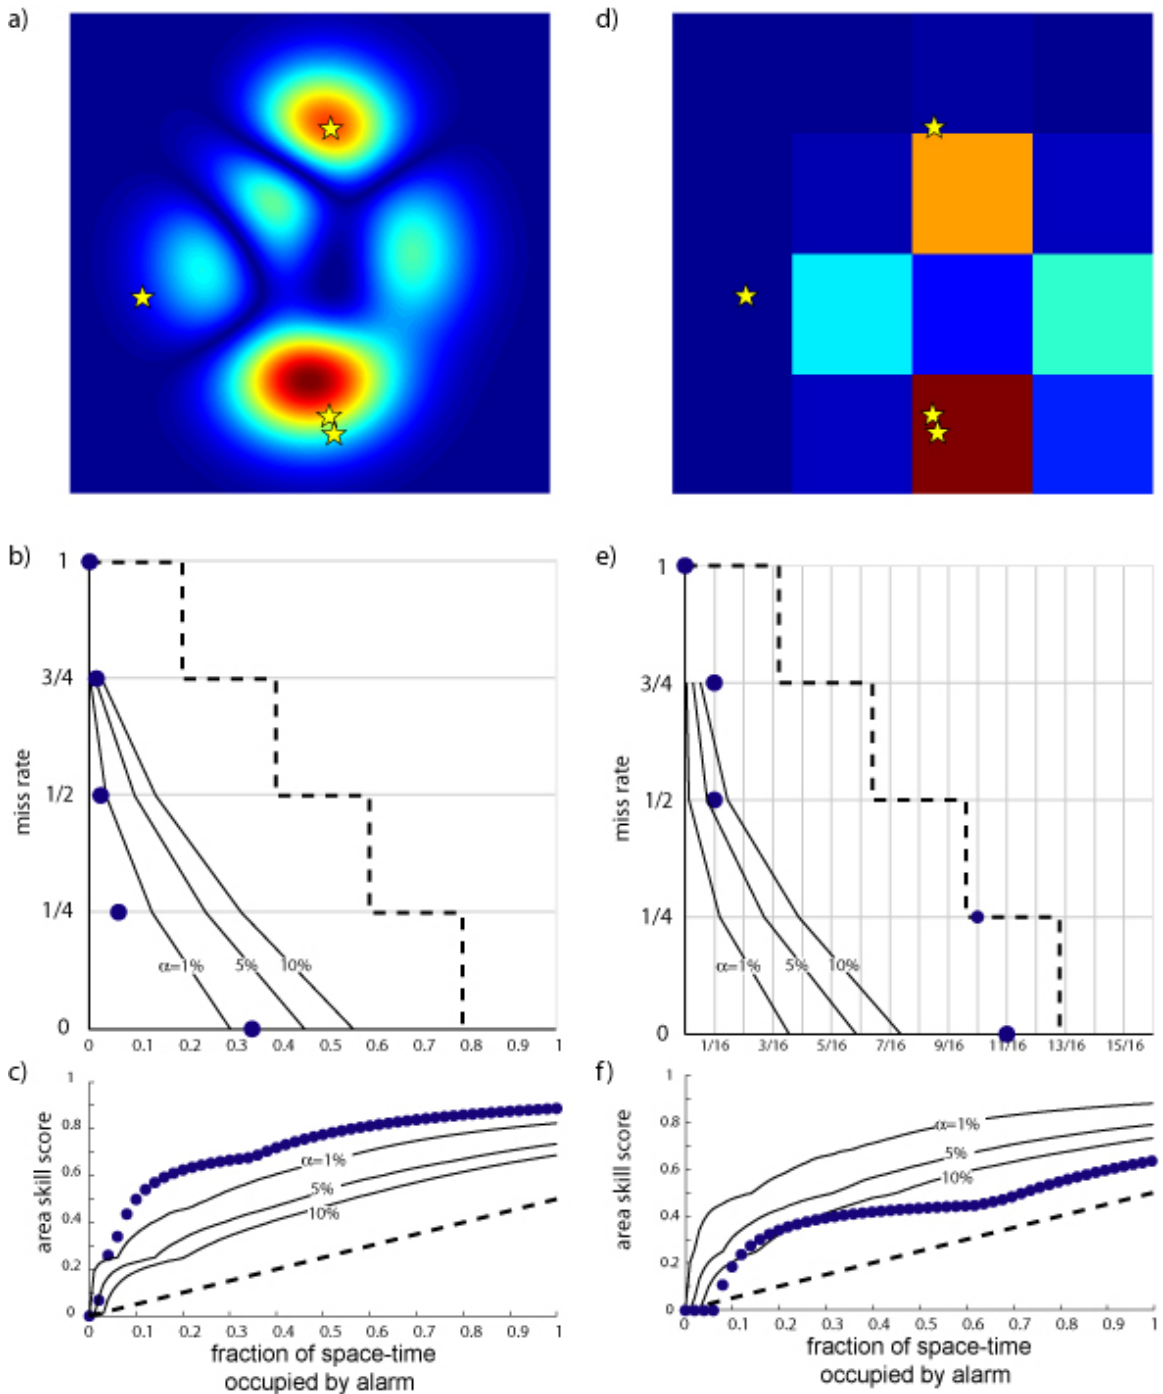 a)
d)
b)
1
3/4
1/2
1/4
0
miss rate
α=1%
5%
10%
0 0.1 0.2 0.3 0.4 0.5 0.6 0.7 0.8 0.9 1
e)
1
3/4
1/2
1/4
0
miss rate
α=1%
5%
10%
1/16 3/16 5/16 7/16 9/16 11/16 13/16 15/16
c)
1
0.8
0.6
0.4
0.2
0
area skill score
α=1%
5%
10%
0 0.1 0.2 0.3 0.4 0.5 0.6 0.7 0.8 0.9 1
fraction of space-time
occupied by alarm
f)
1
0.8
0.6
0.4
0.2
0
area skill score
α=1%
5%
10%
0 0.1 0.2 0.3 0.4 0.5 0.6 0.7 0.8 0.9 1
fraction of space-time
occupied by alarm